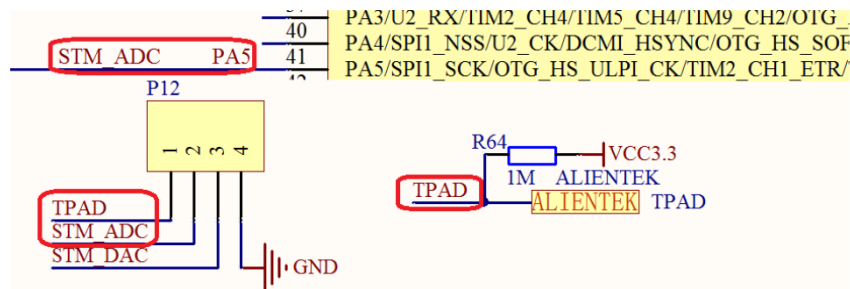 PA3/U2_RX/TIM2_CH4/TIM5_CH4/TIM9_CH2/OTG_
40 PA4/SPI1_NSS/U2_CK/DCMI_HSYNC/OTG_HS_SOF
STM_ADC PA5 41 PA5/SPI1_SCK/OTG_HS_ULPI_CK/TIM2_CH1_ETR/
P12
1 2 3 4
TPAD
STM_ADC
STM_DAC
GND
R64
VCC3.3
1M ALIENTEK
TPAD ALIENTEK TPAD